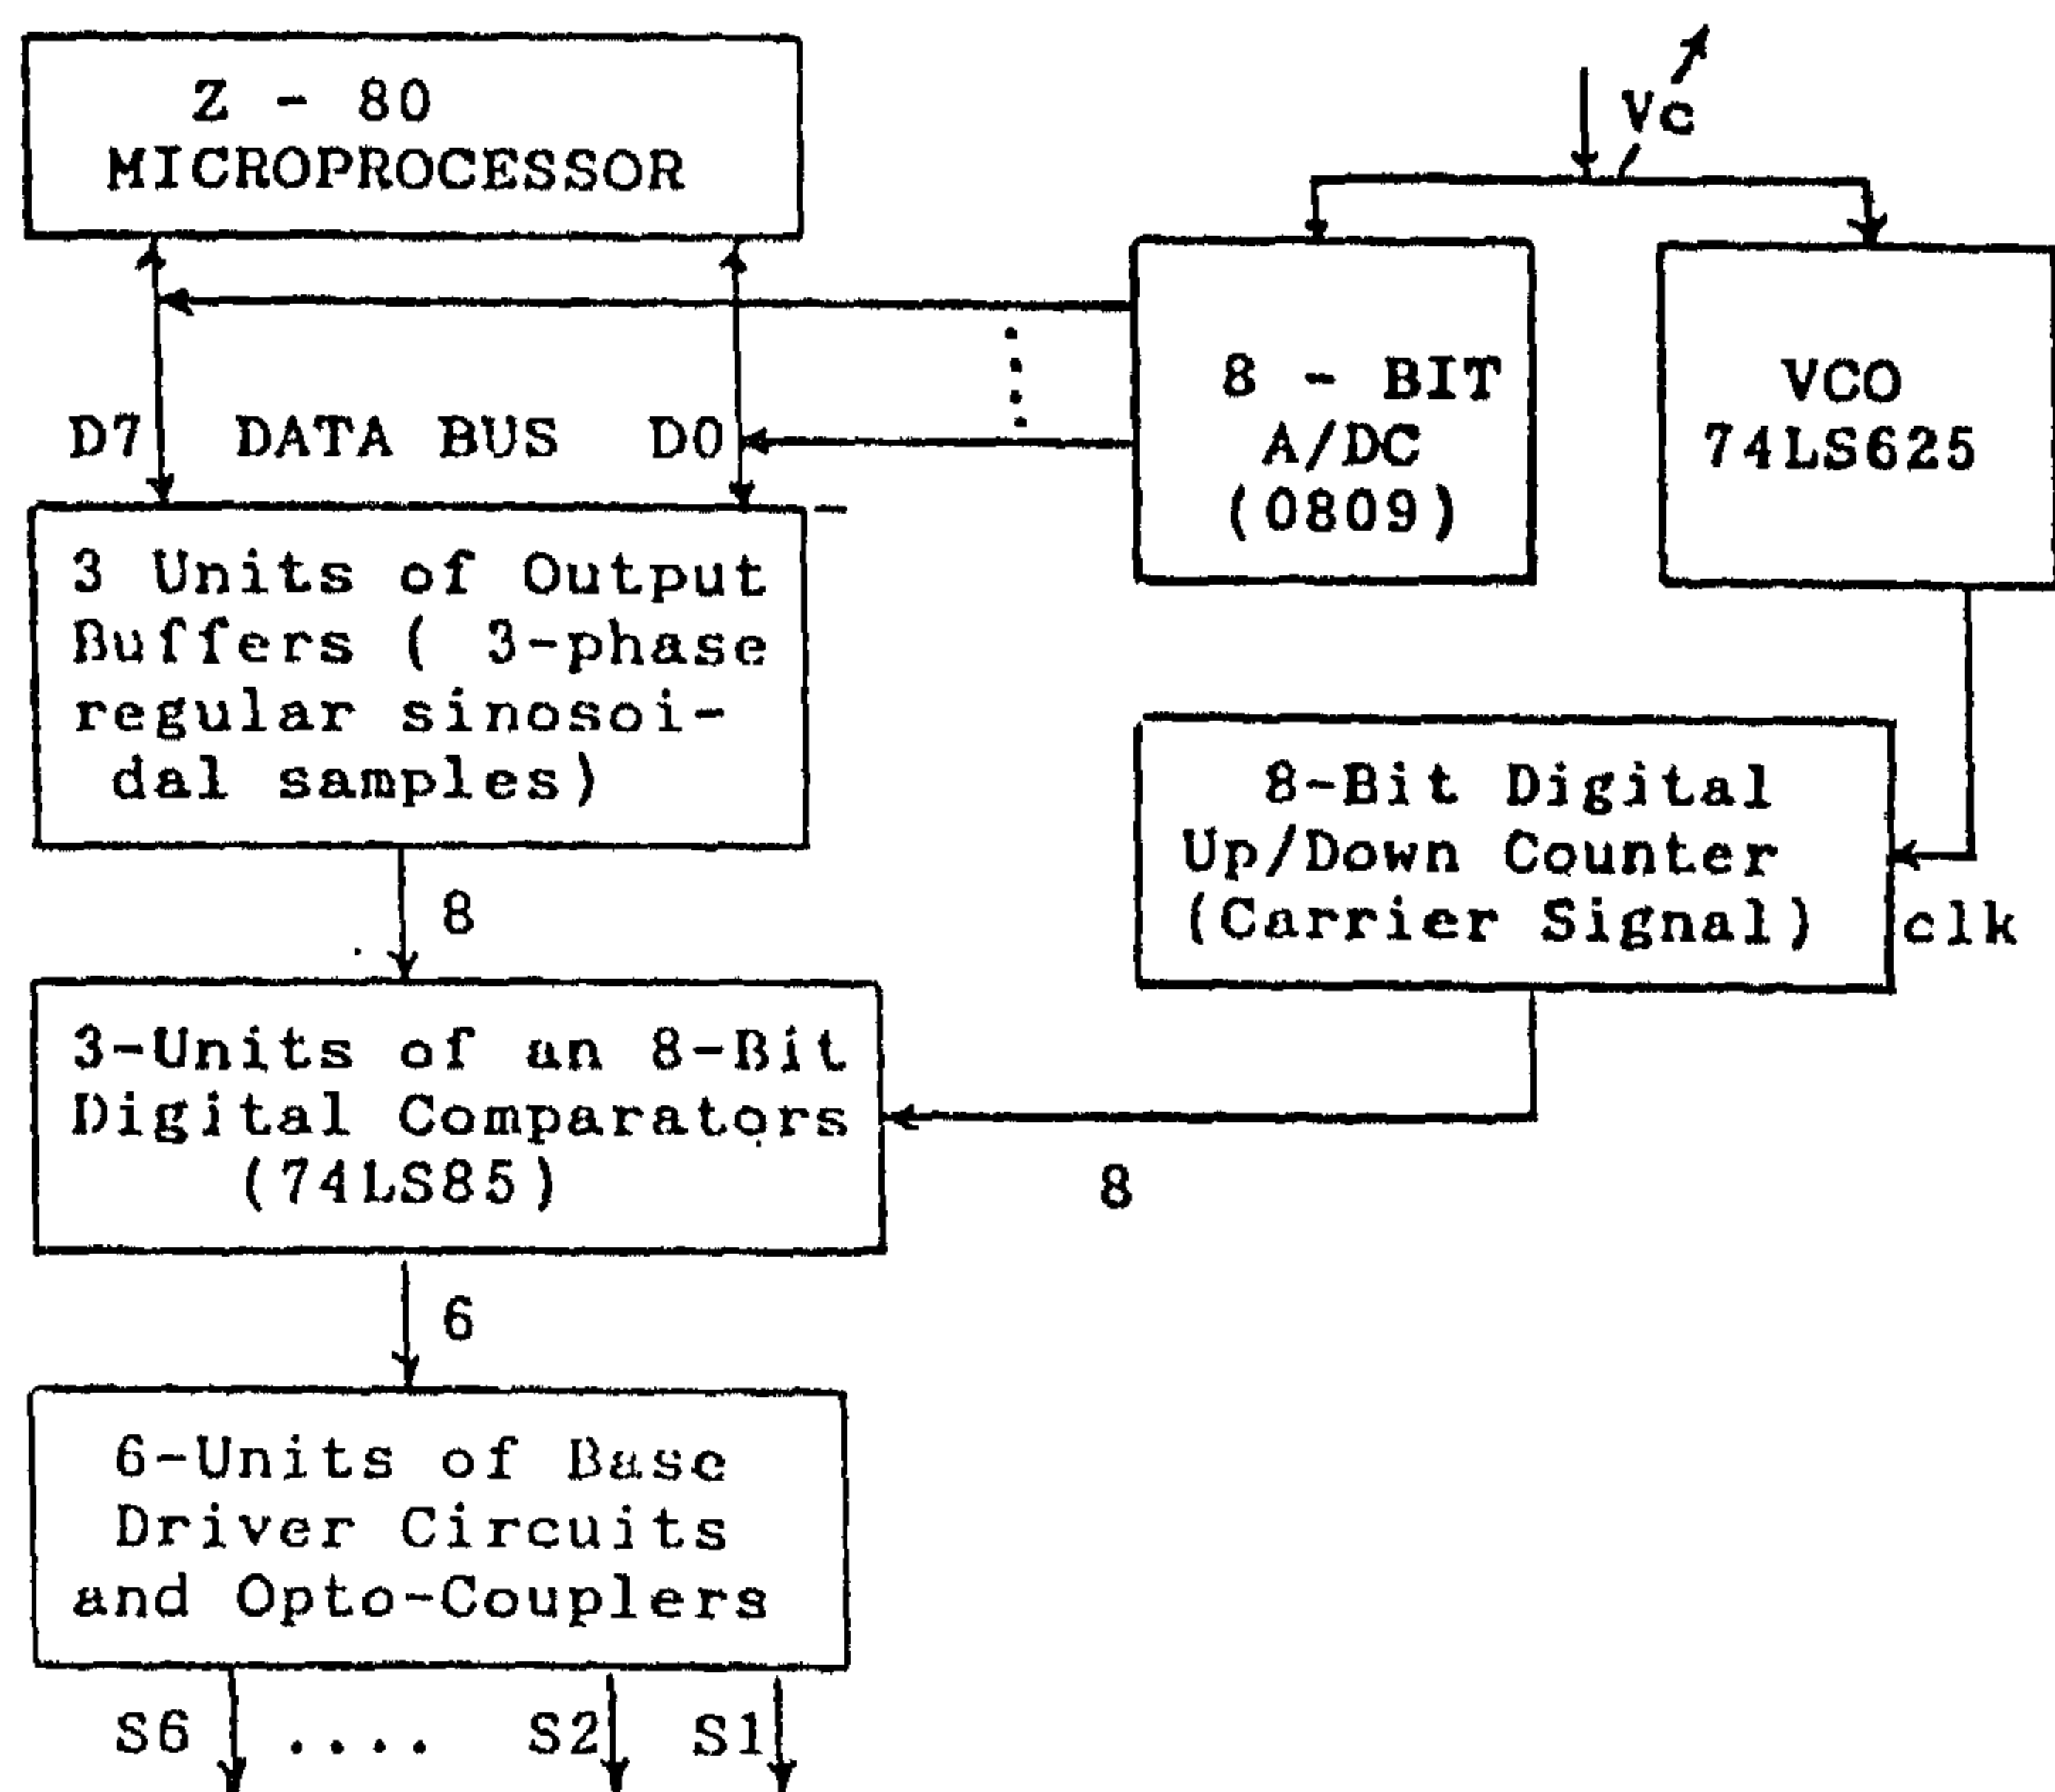 Z - 80
MICROPROCESSOR
Vc
D7 DATA BUS D0
8 - BIT
A/DC
(0809)
VCO
74LS625
3 Units of Output
Buffers ( 3-phase
regular sinosoi-
dal samples)
8
8-Bit Digital
Up/Down Counter
(Carrier Signal)
clk
3-Units of an 8-Bit
Digital Comparators
(74LS85)
8
6
6-Units of Base
Driver Circuits
and Opto-Couplers
S6 .... S2 S1